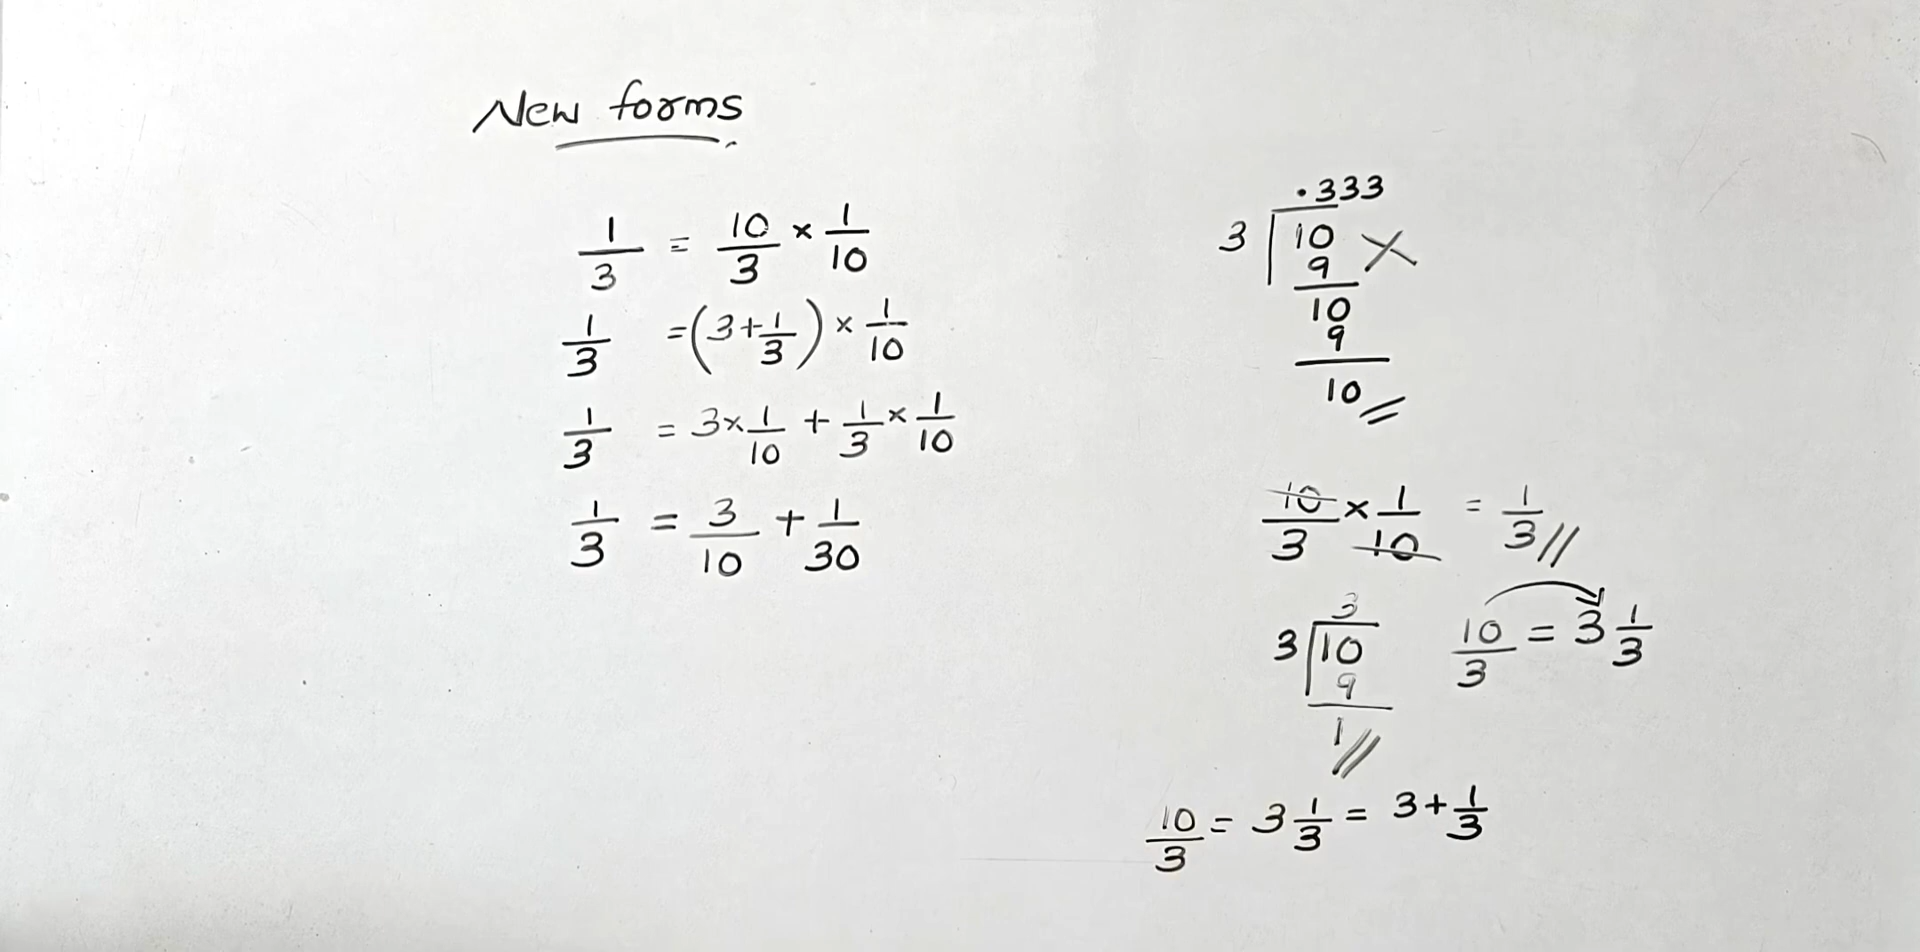 New forms
1/3 = 10/3 × 1/10
1/3 = (3+1/3) × 1/10
1/3 = 3×1/10 + 1/3 × 1/10
1/3 = 3/10 + 1/30
.333
3 10 ×
9
10
9
10
10/3 × 1/10 = 1/3
3
3 10
9
1
10/3 = 3 1/3
10/3 = 3 1/3 = 3+1/3